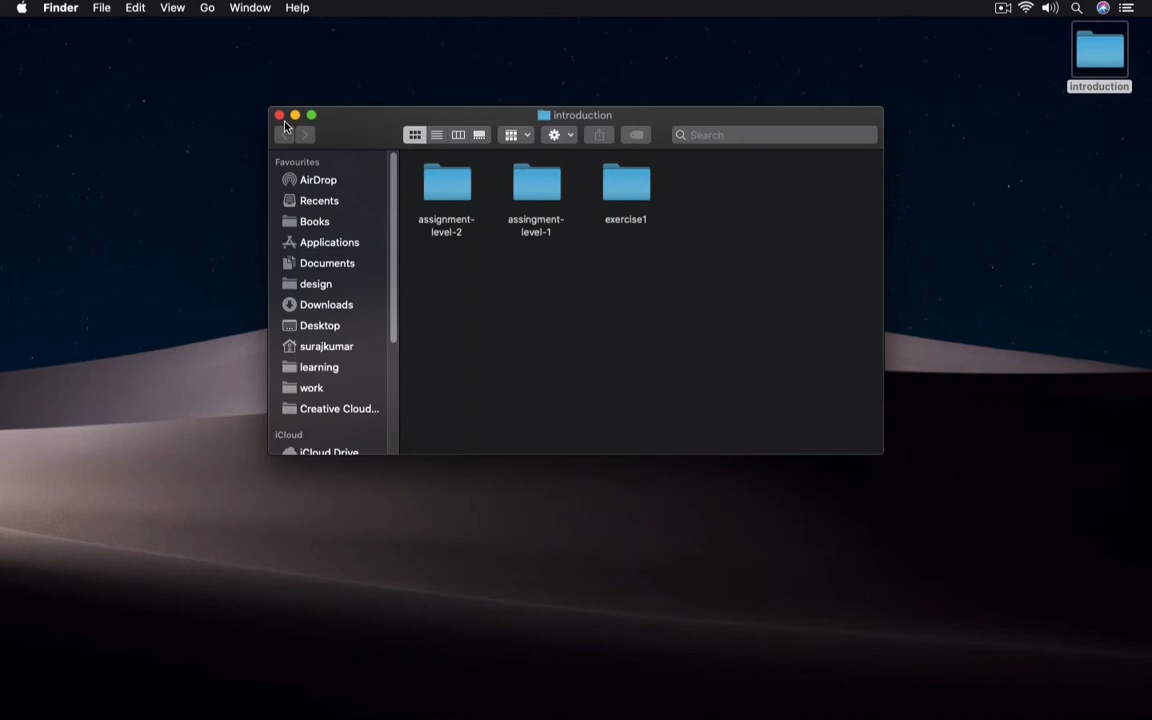 Finder File Edit View Go Window Help
introduction
introduction
Search
Favourites
AirDrop
Recents
Books
Applications
Documents
design
Downloads
Desktop
surajkumar
learning
work
Creative Cloud...
iCloud
iCloud Drive
assignment-
level-2
assingment-
level-1
exercise1